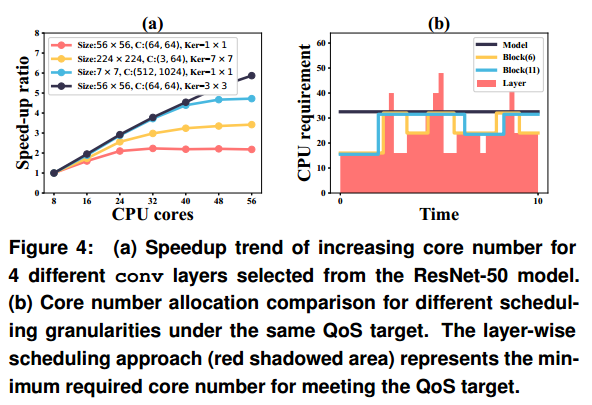 (a)
8
7
6
5
4
3
2
1
0
Speed-up ratio
Size:56 × 56, C:(64, 64), Ker=1 × 1
Size:224 × 224, C:(3, 64), Ker=7 × 7
Size:7 × 7, C:(512, 1024), Ker=1 × 1
Size:56 × 56, C:(64, 64), Ker=3 × 3
8 16 24 32 40 48 56
CPU cores
(b)
60
50
40
30
20
10
0
CPU requirement
Model
Block(6)
Block(11)
Layer
0 10
Time
Figure 4: (a) Speedup trend of increasing core number for
4 different conv layers selected from the ResNet-50 model.
(b) Core number allocation comparison for different schedul-
ing granularities under the same QoS target. The layer-wise
scheduling approach (red shadowed area) represents the min-
imum required core number for meeting the QoS target.